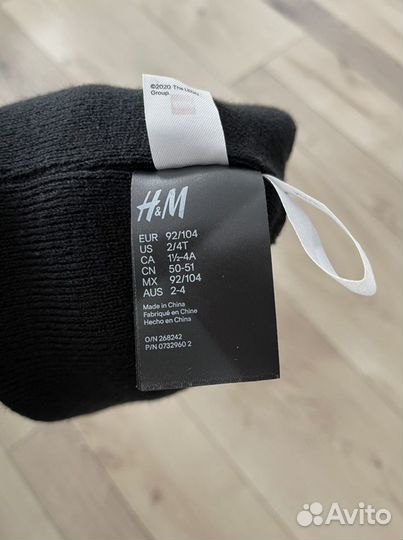 ©2020 The LEGO
Group.
H&M
EUR 92/104
US 2/4T
CA 1½-4A
CN 50-51
MX 92/104
AUS 2-4
Made in China
Fabriqué en Chine
Hecho en China
O/N 268242
P/N 0732960 2
Avito